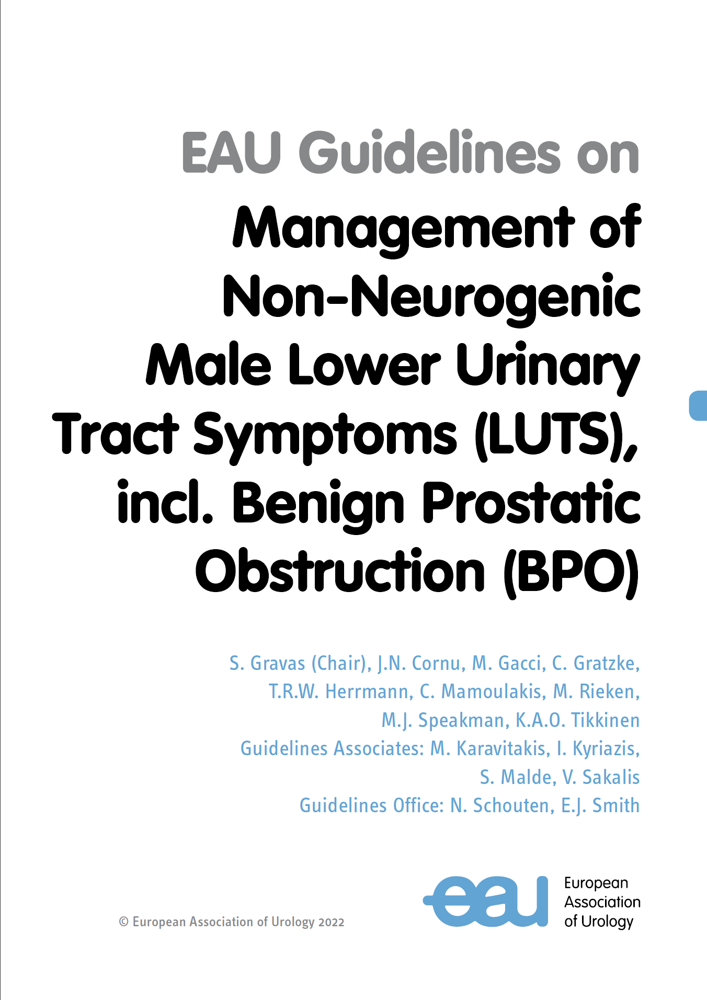 EAU Guidelines on
Management of
Non-Neurogenic
Male Lower Urinary
Tract Symptoms (LUTS),
incl. Benign Prostatic
Obstruction (BPO)
S. Gravas (Chair), J.N. Cornu, M. Gacci, C. Gratzke,
T.R.W. Herrmann, C. Mamoulakis, M. Rieken,
M.J. Speakman, K.A.O. Tikkinen
Guidelines Associates: M. Karavitakis, I. Kyriazis,
S. Malde, V. Sakalis
Guidelines Office: N. Schouten, E.J. Smith
eau
European
Association
of Urology
© European Association of Urology 2022